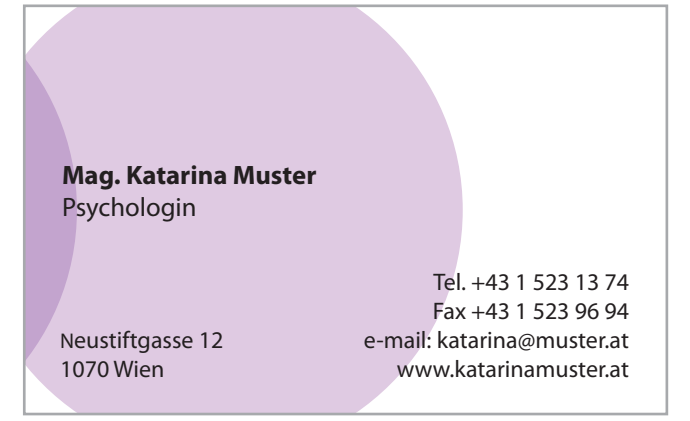 Mag. Katarina Muster
Psychologin
Neustiftgasse 12
1070 Wien
Tel. +43 1 523 13 74
Fax +43 1 523 96 94
e-mail: katarina@muster.at
www.katarinamuster.at